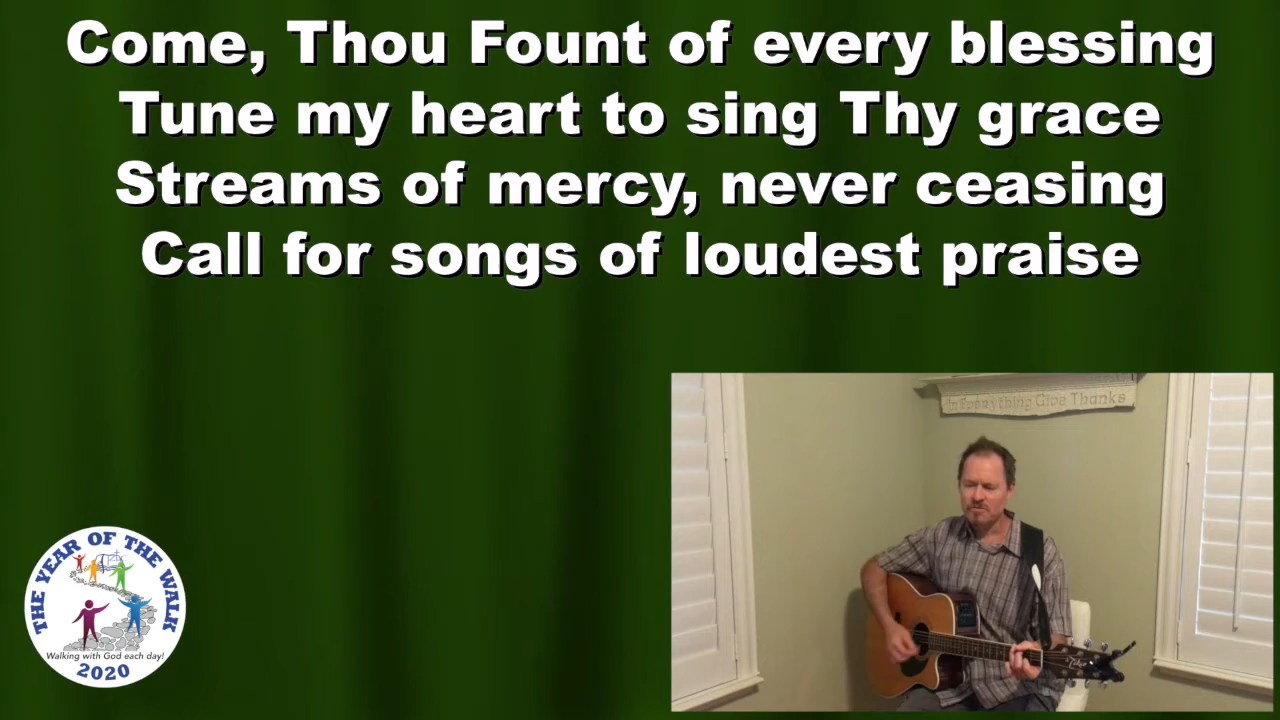 Come, Thou Fount of every blessing
Tune my heart to sing Thy grace
Streams of mercy, never ceasing
Call for songs of loudest praise
In Everything Give Thanks
THE YEAR OF THE WALK
Walking with God each day!
2020